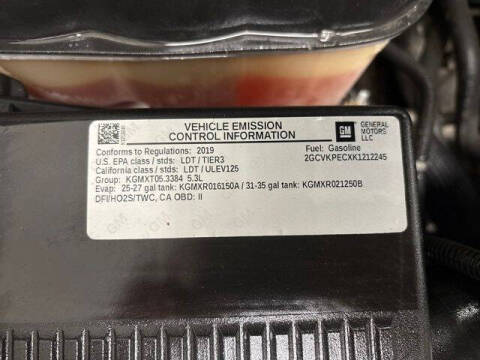 VEHICLE EMISSION
CONTROL INFORMATION
GM
GENERAL
MOTORS
LLC
Conforms to Regulations: 2019
Fuel: Gasoline
U.S. EPA class / stds: LDT / TIER3
2GCVKPECXK1212245
California class / stds: LDT / ULEV125
Group: KGMXT05.3384 5.3L
Evap: 25-27 gal tank: KGMXR016150A / 31-35 gal tank: KGMXR021250B
DFI/HO2S/TWC, CA OBD: II